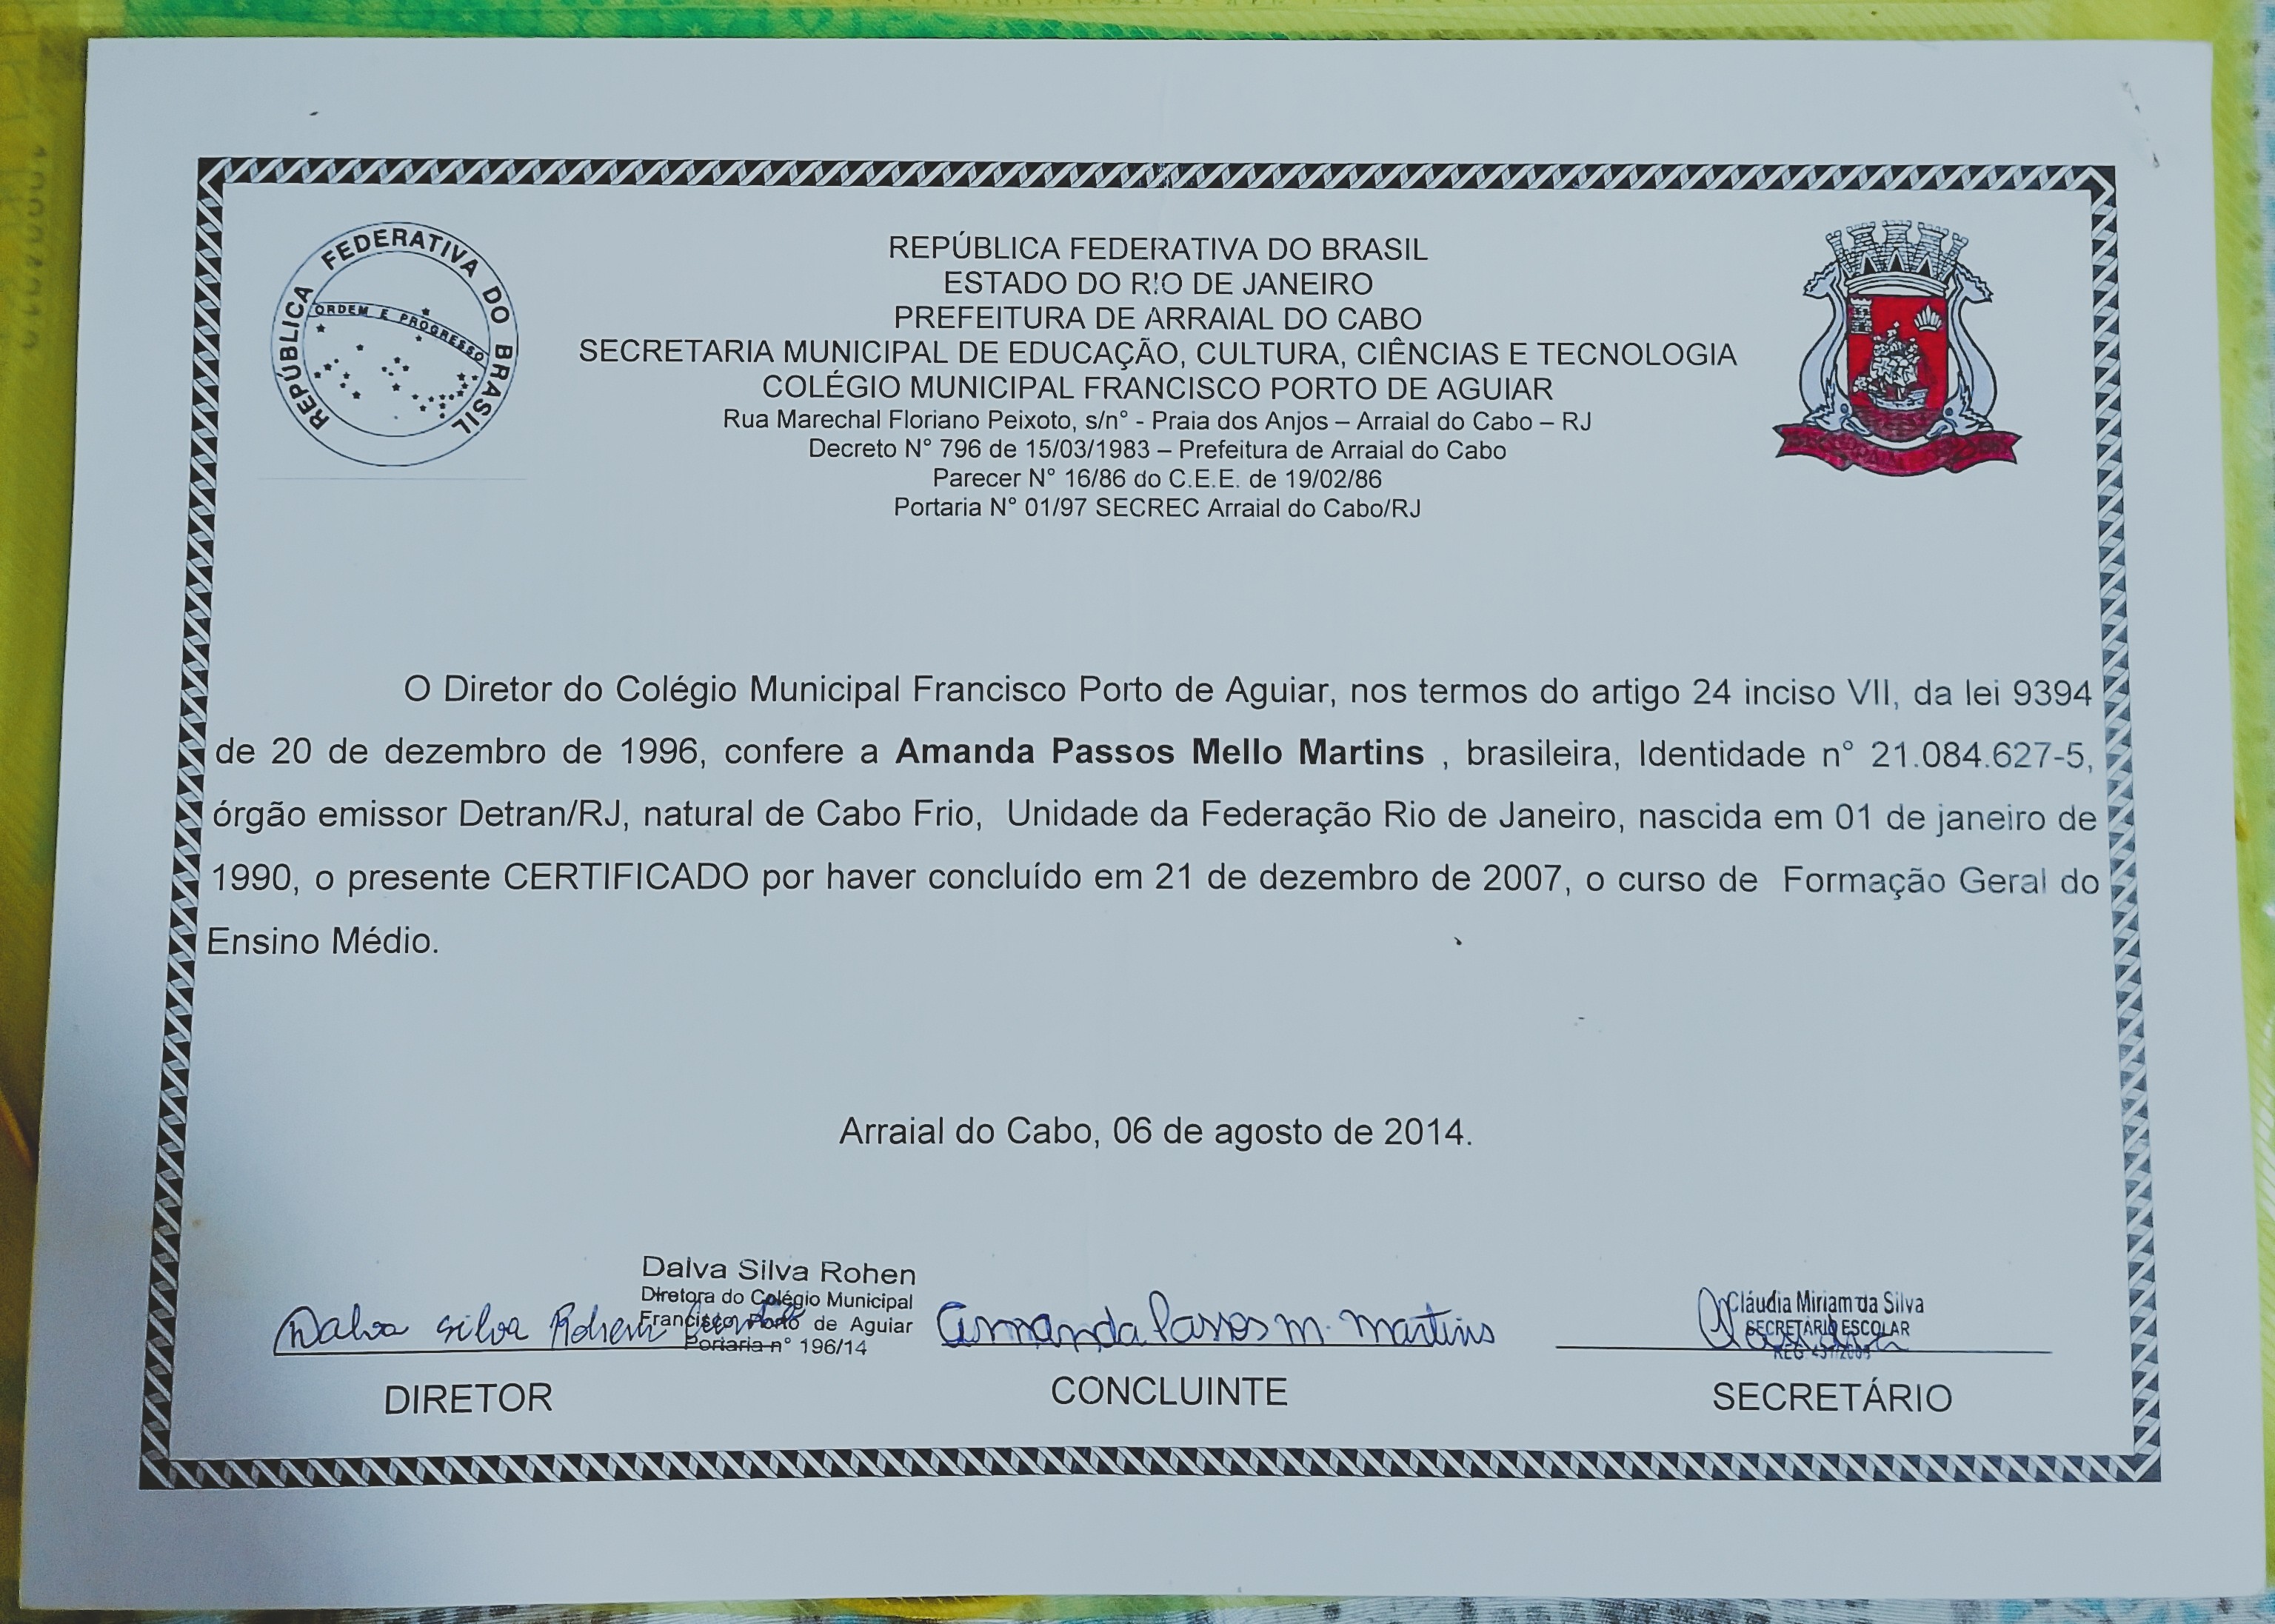 REPÚBLICA FEDERATIVA DO BRASIL
ORDEM E PROGRESSO
REPÚBLICA FEDERATIVA DO BRASIL
ESTADO DO RIO DE JANEIRO
PREFEITURA DE ARRAIAL DO CABO
SECRETARIA MUNICIPAL DE EDUCAÇÃO, CULTURA, CIÊNCIAS E TECNOLOGIA
COLÉGIO MUNICIPAL FRANCISCO PORTO DE AGUIAR
Rua Marechal Floriano Peixoto, s/n° - Praia dos Anjos – Arraial do Cabo – RJ
Decreto N° 796 de 15/03/1983 – Prefeitura de Arraial do Cabo
Parecer N° 16/86 do C.E.E. de 19/02/86
Portaria N° 01/97 SECREC Arraial do Cabo/RJ
O Diretor do Colégio Municipal Francisco Porto de Aguiar, nos termos do artigo 24 inciso VII, da lei 9394
de 20 de dezembro de 1996, confere a Amanda Passos Mello Martins , brasileira, Identidade n° 21.084.627-5,
órgão emissor Detran/RJ, natural de Cabo Frio, Unidade da Federação Rio de Janeiro, nascida em 01 de janeiro de
1990, o presente CERTIFICADO por haver concluído em 21 de dezembro de 2007, o curso de Formação Geral do
Ensino Médio.
Arraial do Cabo, 06 de agosto de 2014.
Dalva Silva Rohen
Diretora do Colégio Municipal
Francisco Porto de Aguiar
Portaria n° 196/14
Dalva Silva Rohen
Amanda Passos M. Martins
Cláudia Miriam da Silva
SECRETÁRIO ESCOLAR
DIRETOR
CONCLUINTE
SECRETÁRIO